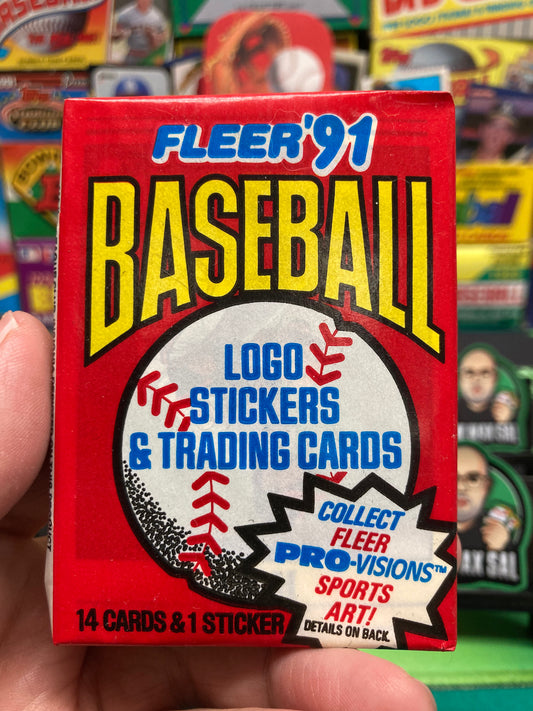 FLEER'91
BASEBALL
LOGO
STICKERS
& TRADING CARDS
COLLECT
FLEER
PRO-VISIONS™
SPORTS
ART!
DETAILS ON BACK.
14 CARDS & 1 STICKER